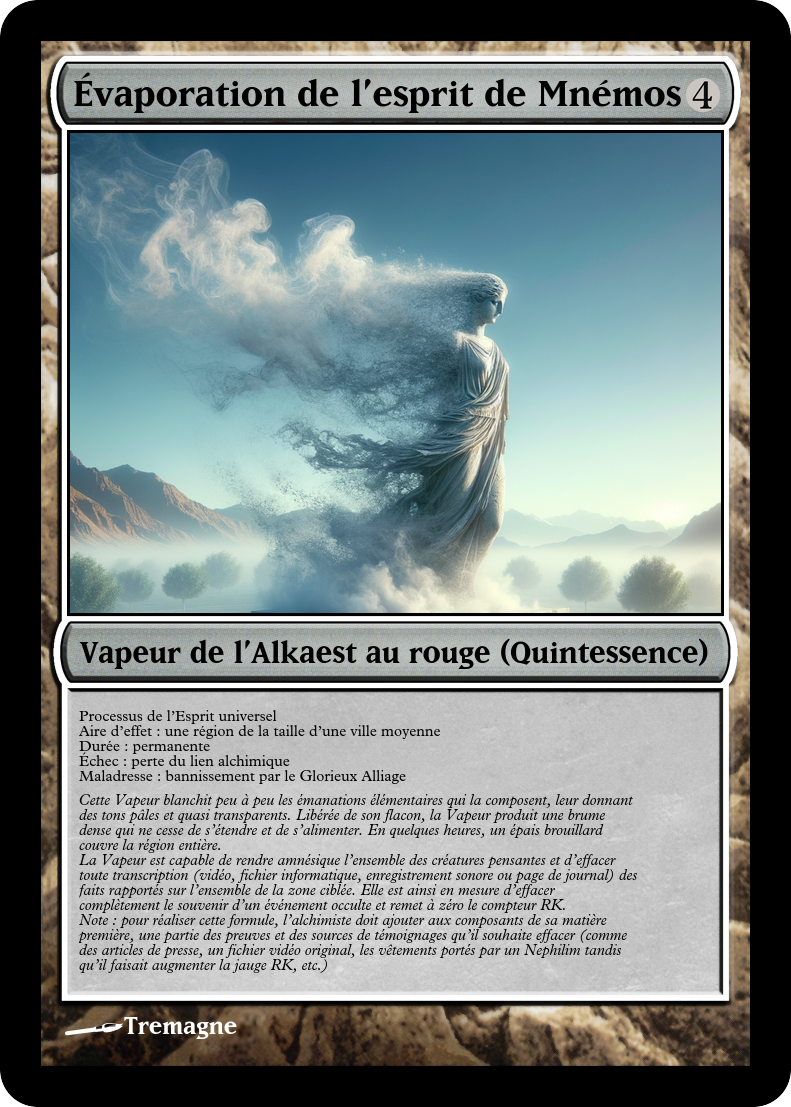 Évaporation de l'esprit de Mnémos 4
Vapeur de l'Alkaest au rouge (Quintessence)
Processus de l'Esprit universel
Aire d'effet : une région de la taille d'une ville moyenne
Durée : permanente
Échec : perte du lien alchimique
Maladresse : bannissement par le Glorieux Alliage
Cette Vapeur blanchit peu à peu les émanations élémentaires qui la composent, leur donnant
des tons pâles et quasi transparents. Libérée de son flacon, la Vapeur produit une brume
dense qui ne cesse de s'étendre et de s'alimenter. En quelques heures, un épais brouillard
couvre la région entière.
La Vapeur est capable de rendre amnésique l'ensemble des créatures pensantes et d'effacer
toute transcription (vidéo, fichier informatique, enregistrement sonore ou page de journal) des
faits rapportés sur l'ensemble de la zone ciblée. Elle est ainsi en mesure d'effacer
complètement le souvenir d'un événement occulte et remet à zéro le compteur RK.
Note : pour réaliser cette formule, l'alchimiste doit ajouter aux composants de sa matière
première, une partie des preuves et des sources de témoignages qu'il souhaite effacer (comme
des articles de presse, un fichier vidéo original, les vêtements portés par un Nephilim tandis
qu'il faisait augmenter la jauge RK, etc.)
Tremagne